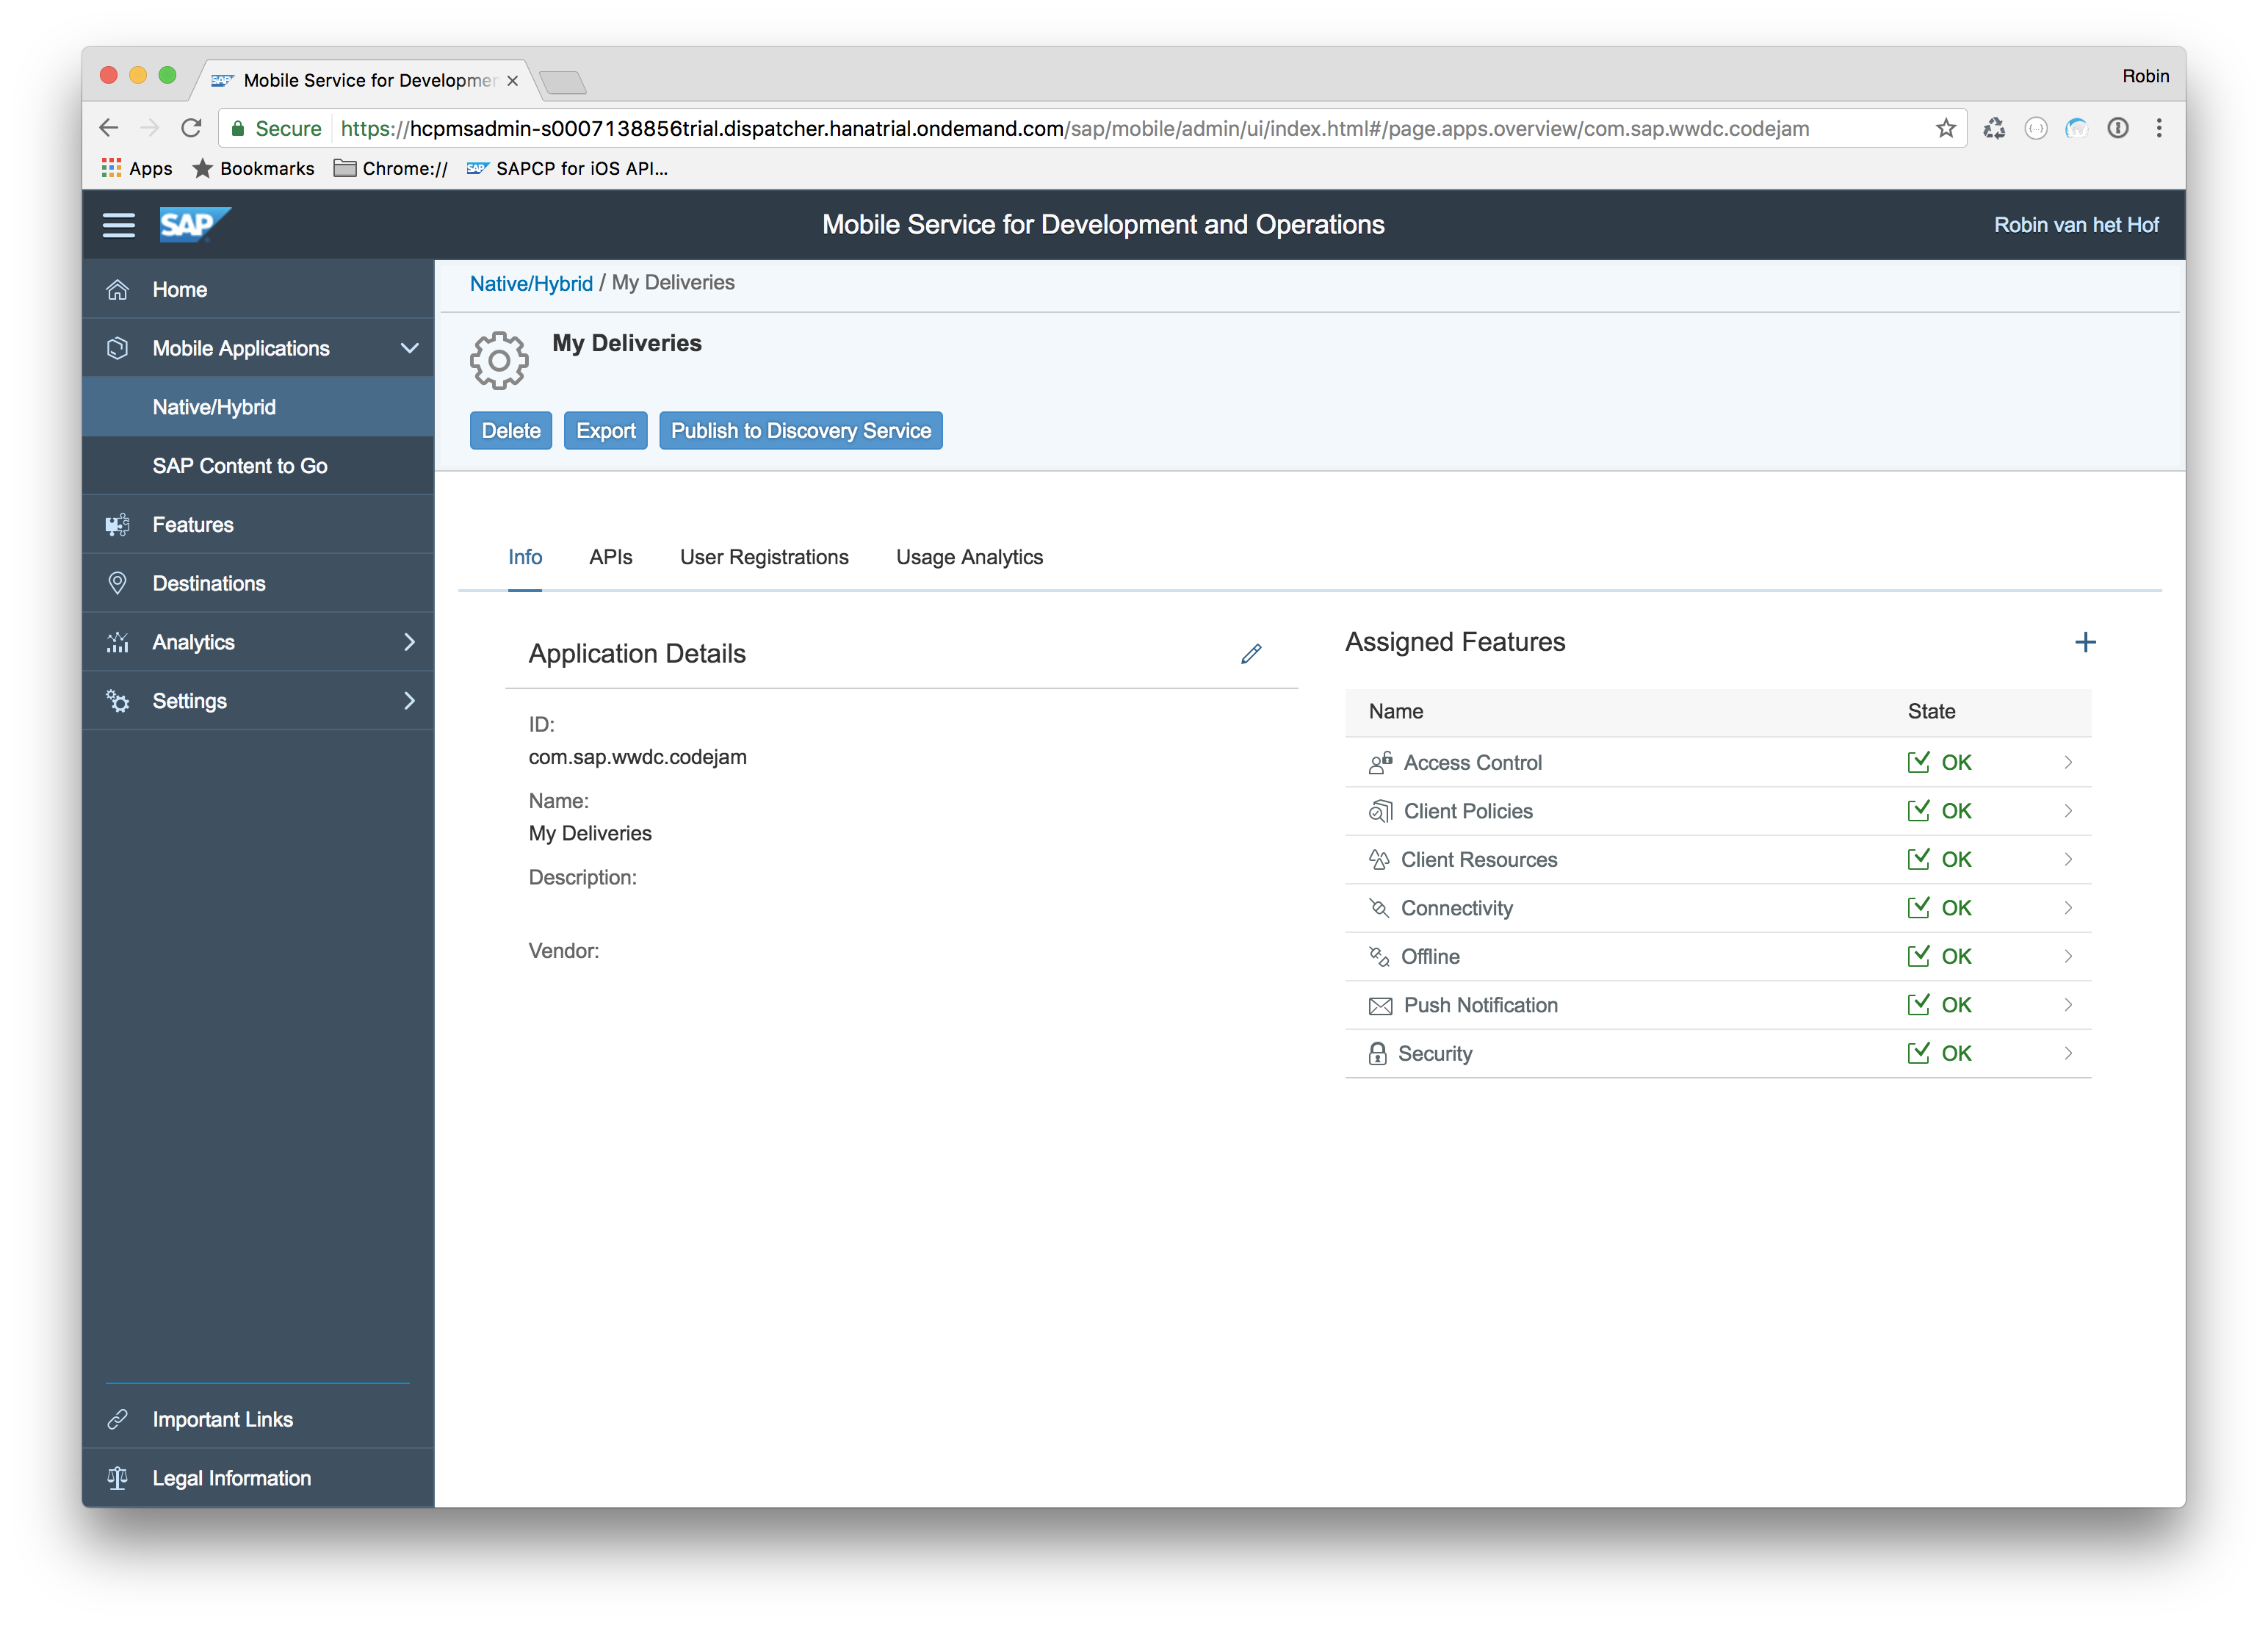 SAP Mobile Service for Developmer
Robin
Secure https://hcpmsadmin-s0007138856trial.dispatcher.hanatrial.ondemand.com/sap/mobile/admin/ui/index.html#/page.apps.overview/com.sap.wwdc.codejam
Apps Bookmarks Chrome:// SAP SAPCP for iOS API...
SAP Mobile Service for Development and Operations Robin van het Hof
Home
Mobile Applications
Native/Hybrid
SAP Content to Go
Features
Destinations
Analytics
Settings
Important Links
Legal Information
Native/Hybrid / My Deliveries
My Deliveries
Delete Export Publish to Discovery Service
Info APIs User Registrations Usage Analytics
Application Details
ID:
com.sap.wwdc.codejam
Name:
My Deliveries
Description:
Vendor:
Assigned Features
Name State
Access Control OK
Client Policies OK
Client Resources OK
Connectivity OK
Offline OK
Push Notification OK
Security OK